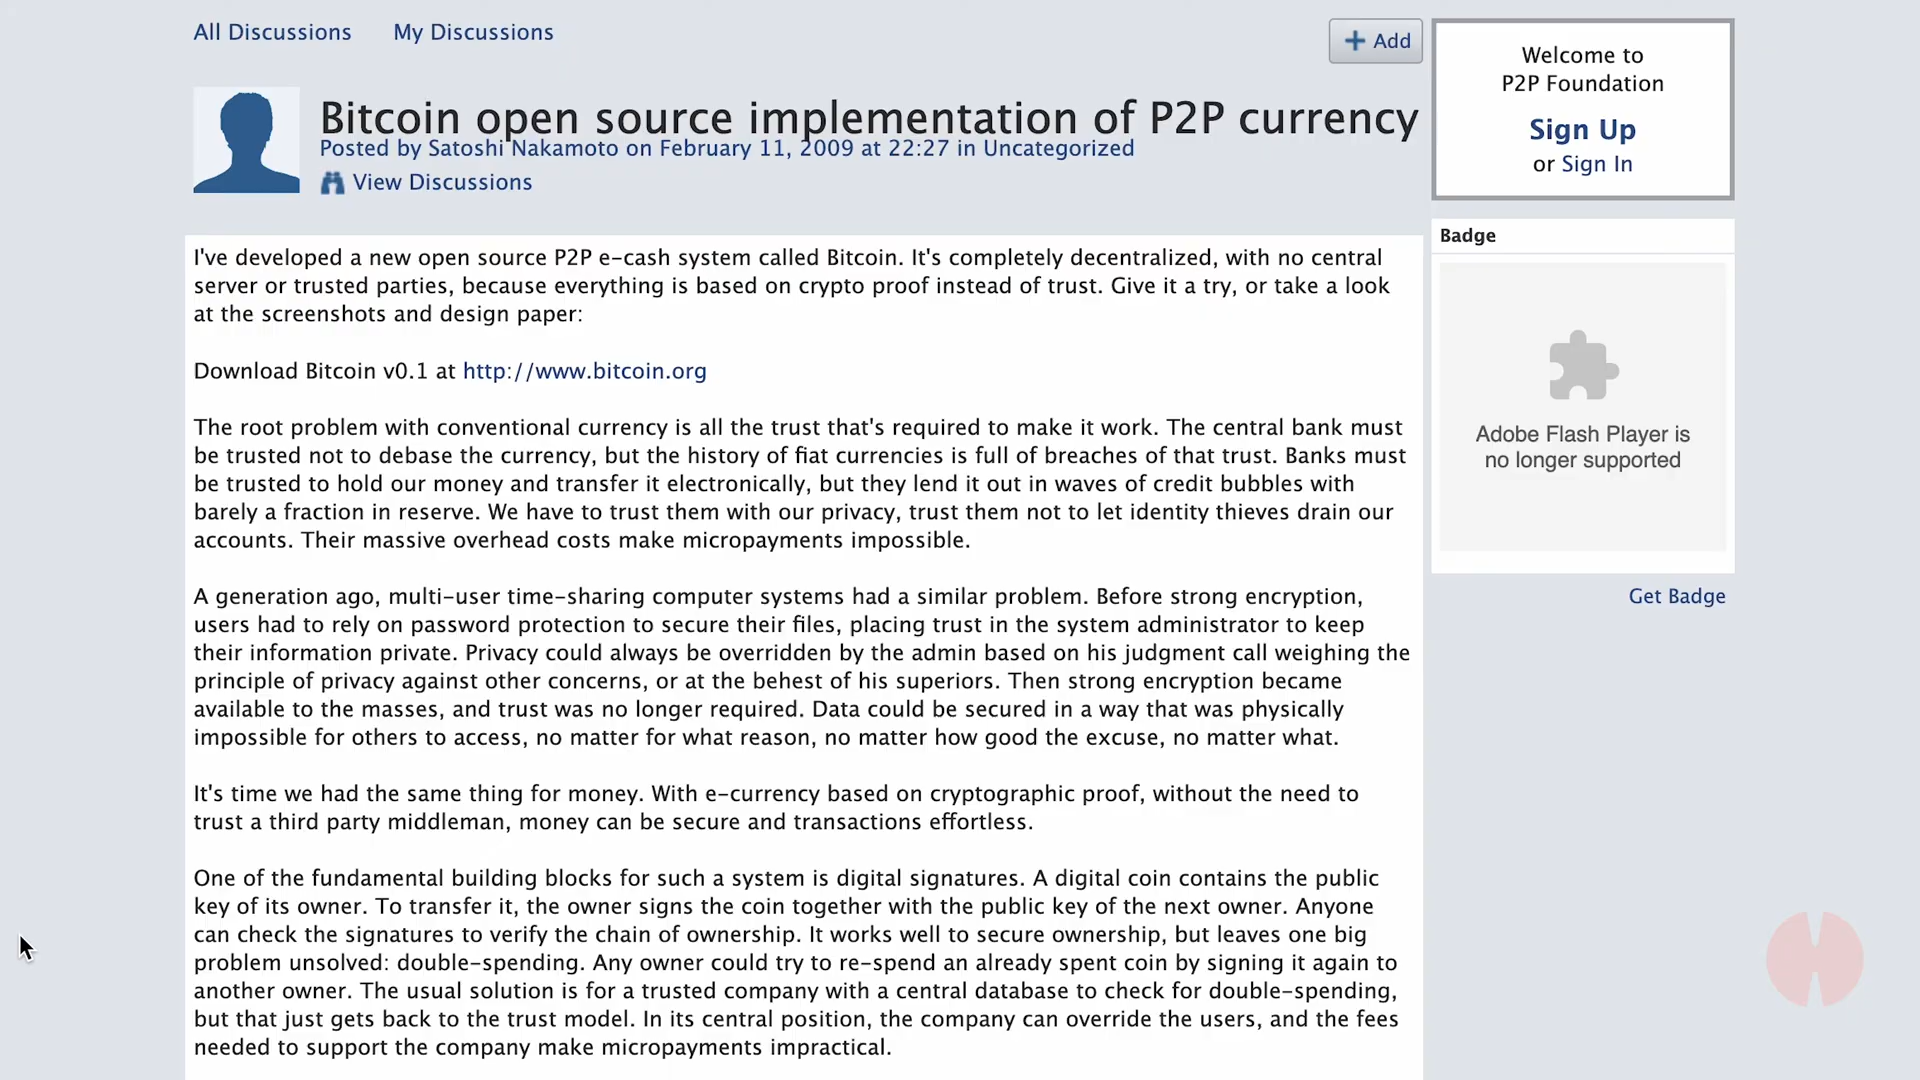 All Discussions My Discussions
+ Add
Bitcoin open source implementation of P2P currency
Posted by Satoshi Nakamoto on February 11, 2009 at 22:27 in Uncategorized
View Discussions
I've developed a new open source P2P e-cash system called Bitcoin. It's completely decentralized, with no central
server or trusted parties, because everything is based on crypto proof instead of trust. Give it a try, or take a look
at the screenshots and design paper:
Download Bitcoin v0.1 at http://www.bitcoin.org
The root problem with conventional currency is all the trust that's required to make it work. The central bank must
be trusted not to debase the currency, but the history of fiat currencies is full of breaches of that trust. Banks must
be trusted to hold our money and transfer it electronically, but they lend it out in waves of credit bubbles with
barely a fraction in reserve. We have to trust them with our privacy, trust them not to let identity thieves drain our
accounts. Their massive overhead costs make micropayments impossible.
A generation ago, multi-user time-sharing computer systems had a similar problem. Before strong encryption,
users had to rely on password protection to secure their files, placing trust in the system administrator to keep
their information private. Privacy could always be overridden by the admin based on his judgment call weighing the
principle of privacy against other concerns, or at the behest of his superiors. Then strong encryption became
available to the masses, and trust was no longer required. Data could be secured in a way that was physically
impossible for others to access, no matter for what reason, no matter how good the excuse, no matter what.
It's time we had the same thing for money. With e-currency based on cryptographic proof, without the need to
trust a third party middleman, money can be secure and transactions effortless.
One of the fundamental building blocks for such a system is digital signatures. A digital coin contains the public
key of its owner. To transfer it, the owner signs the coin together with the public key of the next owner. Anyone
can check the signatures to verify the chain of ownership. It works well to secure ownership, but leaves one big
problem unsolved: double-spending. Any owner could try to re-spend an already spent coin by signing it again to
another owner. The usual solution is for a trusted company with a central database to check for double-spending,
but that just gets back to the trust model. In its central position, the company can override the users, and the fees
needed to support the company make micropayments impractical.
Welcome to
P2P Foundation
Sign Up
or Sign In
Badge
Adobe Flash Player is
no longer supported
Get Badge